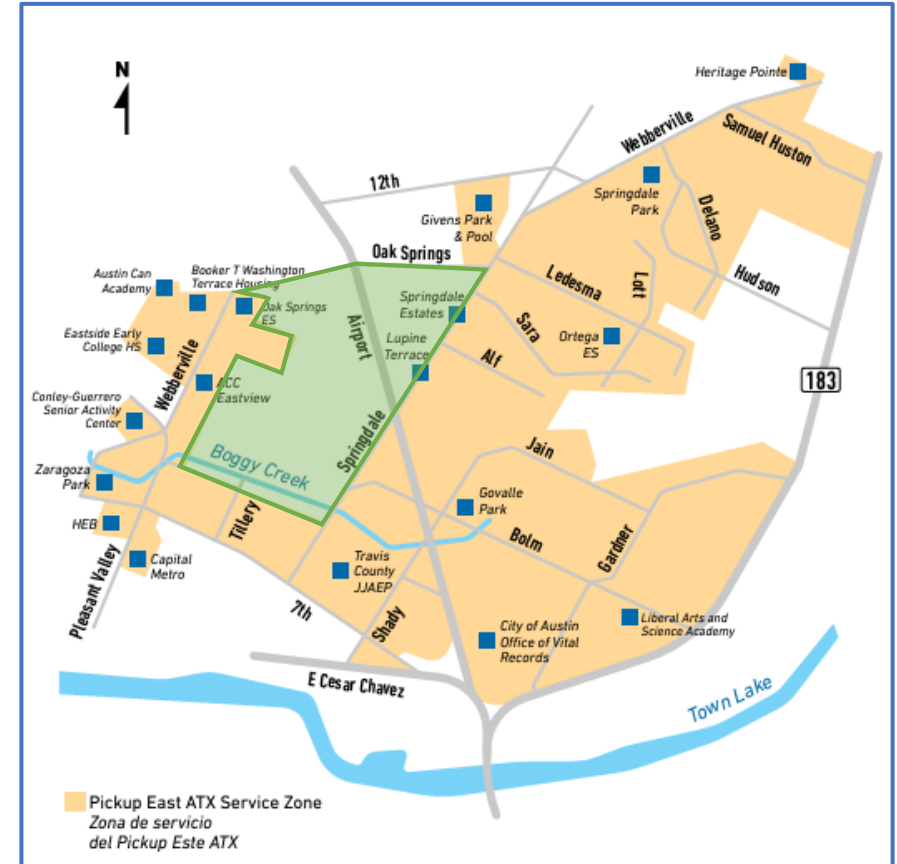 N
Heritage Pointe
Webberville
Samuel Huston
12th
Springdale
Park
Givens Park
& Pool
Delano
Oak Springs
Austin Can
Academy
Booker T Washington
Terrace Housing
Ledesma
Lott
Hudson
Oak Springs
ES
Springdale
Estates
Airport
Sara
Ortega
ES
Eastside Early
College HS
Lupine
Terrace
Alf
Webberville
183
ACC
Eastview
Conley-Guerrero
Senior Activity
Center
Springdale
Jain
Boggy Creek
Zaragoza
Park
Govalle
Park
HEB
Tillery
Bolm
Gardner
Capital
Metro
Travis
County
JJAEP
Pleasant Valley
7th
Shady
City of Austin
Office of Vital
Records
Liberal Arts and
Science Academy
E Cesar Chavez
Town Lake
Pickup East ATX Service Zone
Zona de servicio
del Pickup Este ATX